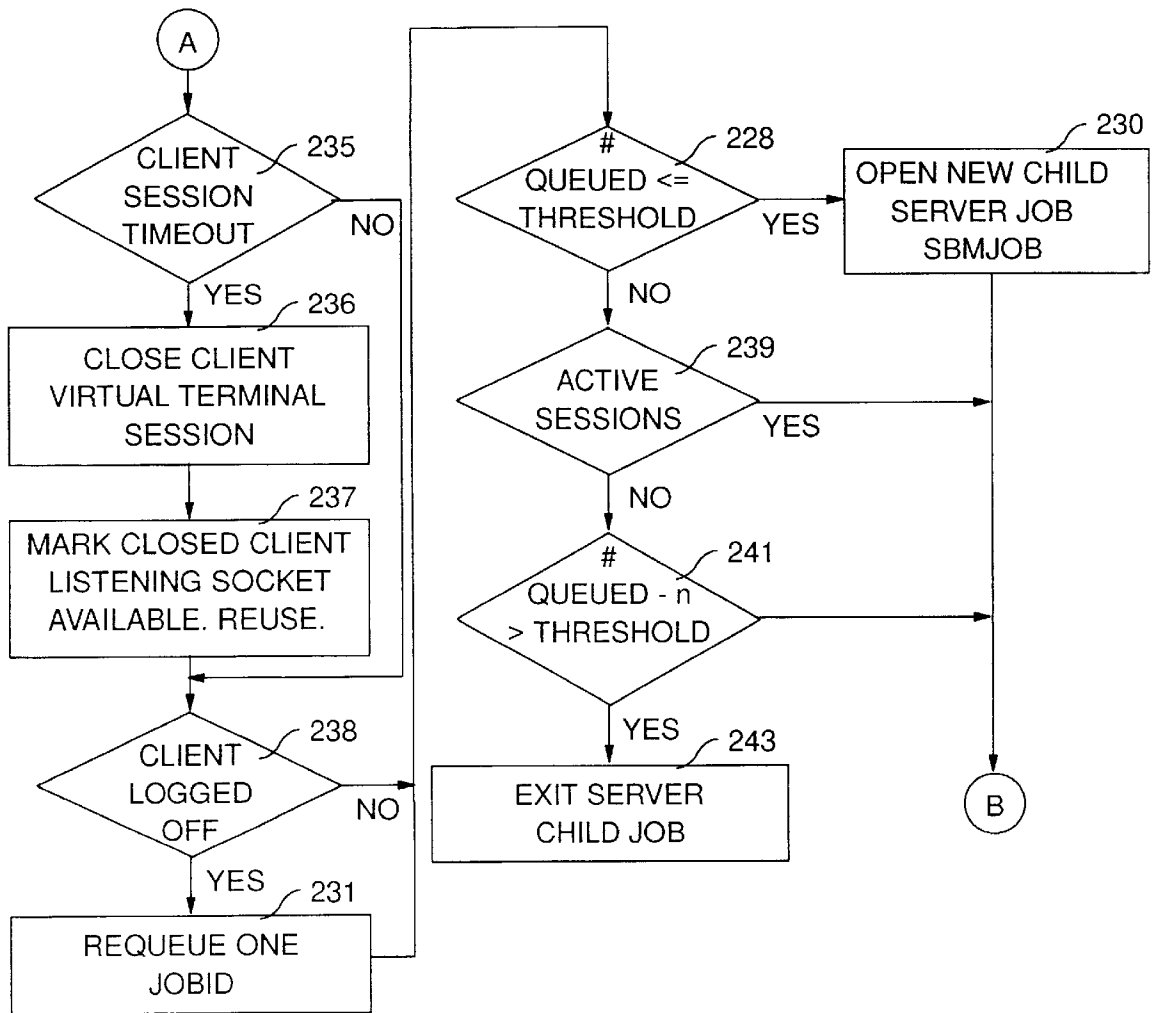 A
CLIENT
SESSION
TIMEOUT
235
NO
YES
236
CLOSE CLIENT
VIRTUAL TERMINAL
SESSION
237
MARK CLOSED CLIENT
LISTENING SOCKET
AVAILABLE. REUSE.
CLIENT
LOGGED
OFF
238
NO
YES
231
REQUEUE ONE
JOBID
#
QUEUED <=
THRESHOLD
228
YES
NO
230
OPEN NEW CHILD
SERVER JOB
SBMJOB
ACTIVE
SESSIONS
239
YES
NO
#
QUEUED - n
> THRESHOLD
241
YES
243
EXIT SERVER
CHILD JOB
B